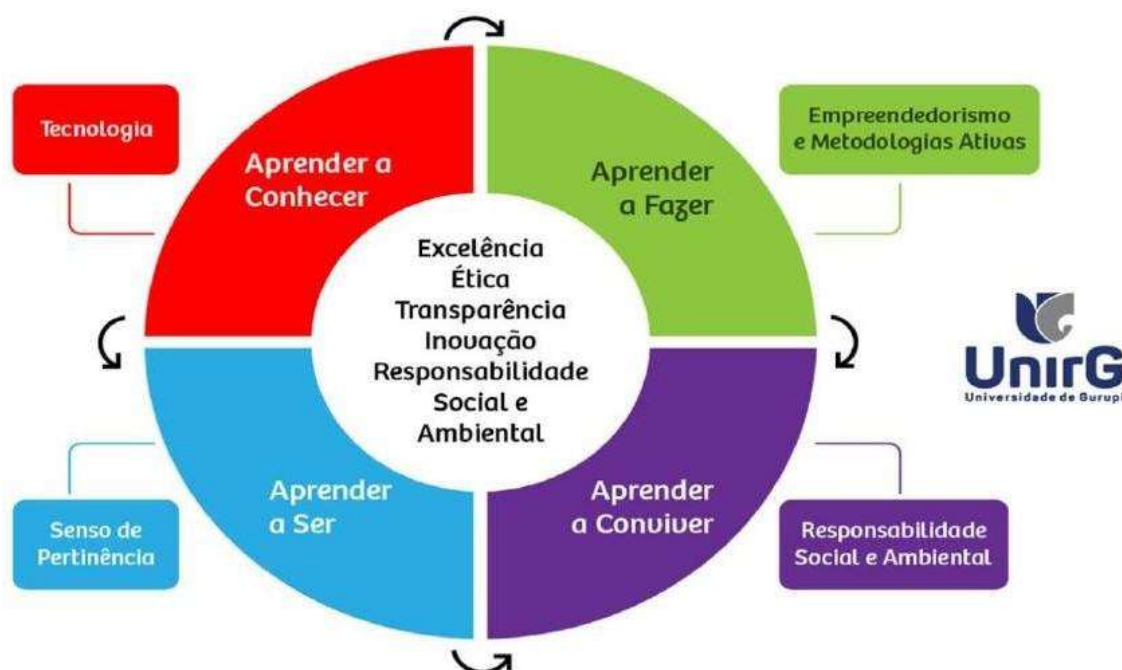 Tecnologia
Aprender a
Conhecer
Aprender
a Fazer
Empreendedorismo
e Metodologias Ativas
Excelência
Ética
Transparência
Inovação
Responsabilidade
Social e
Ambiental
UnirG
Universidade de Gurupi
Senso de
Pertinência
Aprender
a Ser
Aprender
a Conviver
Responsabilidade
Social e Ambiental